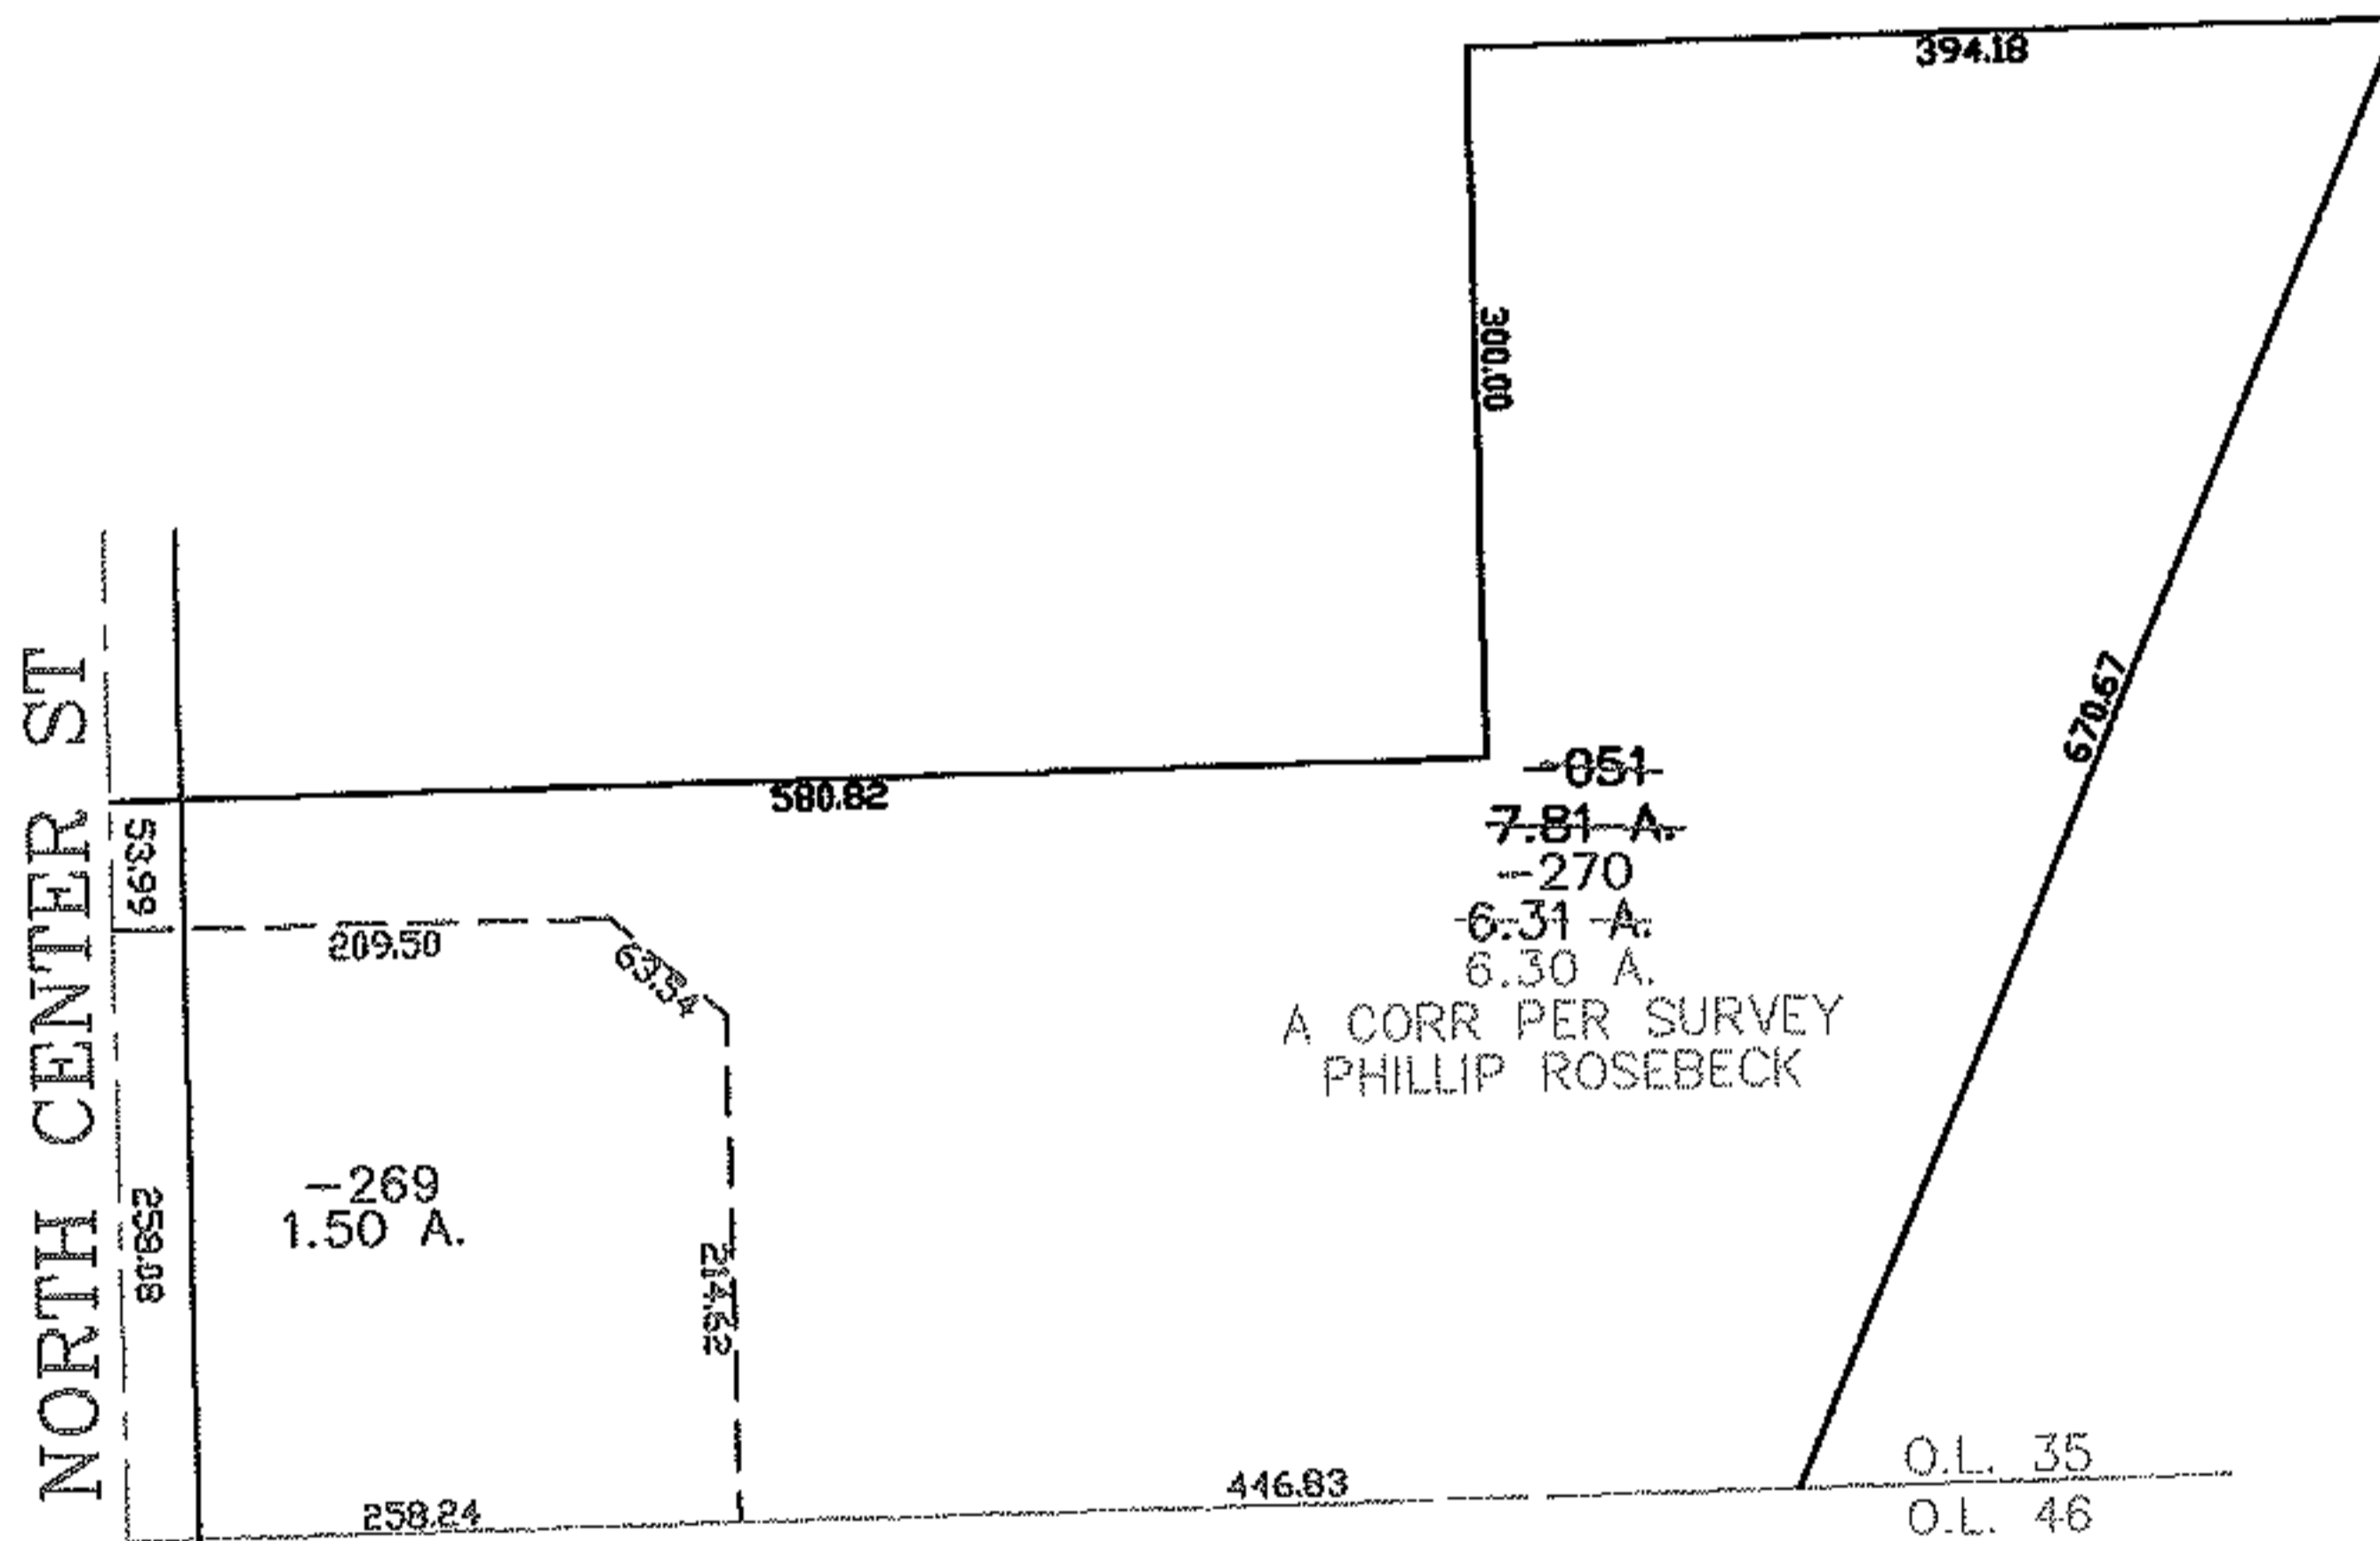 394.18
300.00
670.67
NORTH CENTER ST
580.82
53.99
-051
7.81 A.
-270
6.31 A.
6.30 A.
A CORR PER SURVEY
PHILLIP ROSEBECK
209.50
63.54
-269
1.50 A.
259.08
214.62
258.24
446.83
O.L. 35
O.L. 46